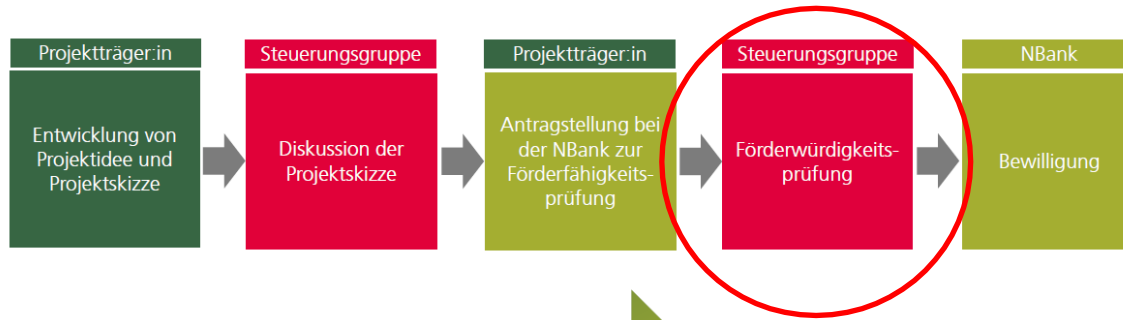 Projektträger:in
Entwicklung von
Projektidee und
Projektskizze
Steuerungsgruppe
Diskussion der
Projektskizze
Projektträger:in
Antragstellung bei
der NBank zur
Förderfähigkeits-
prüfung
Steuerungsgruppe
Förderwürdigkeits-
prüfung
NBank
Bewilligung